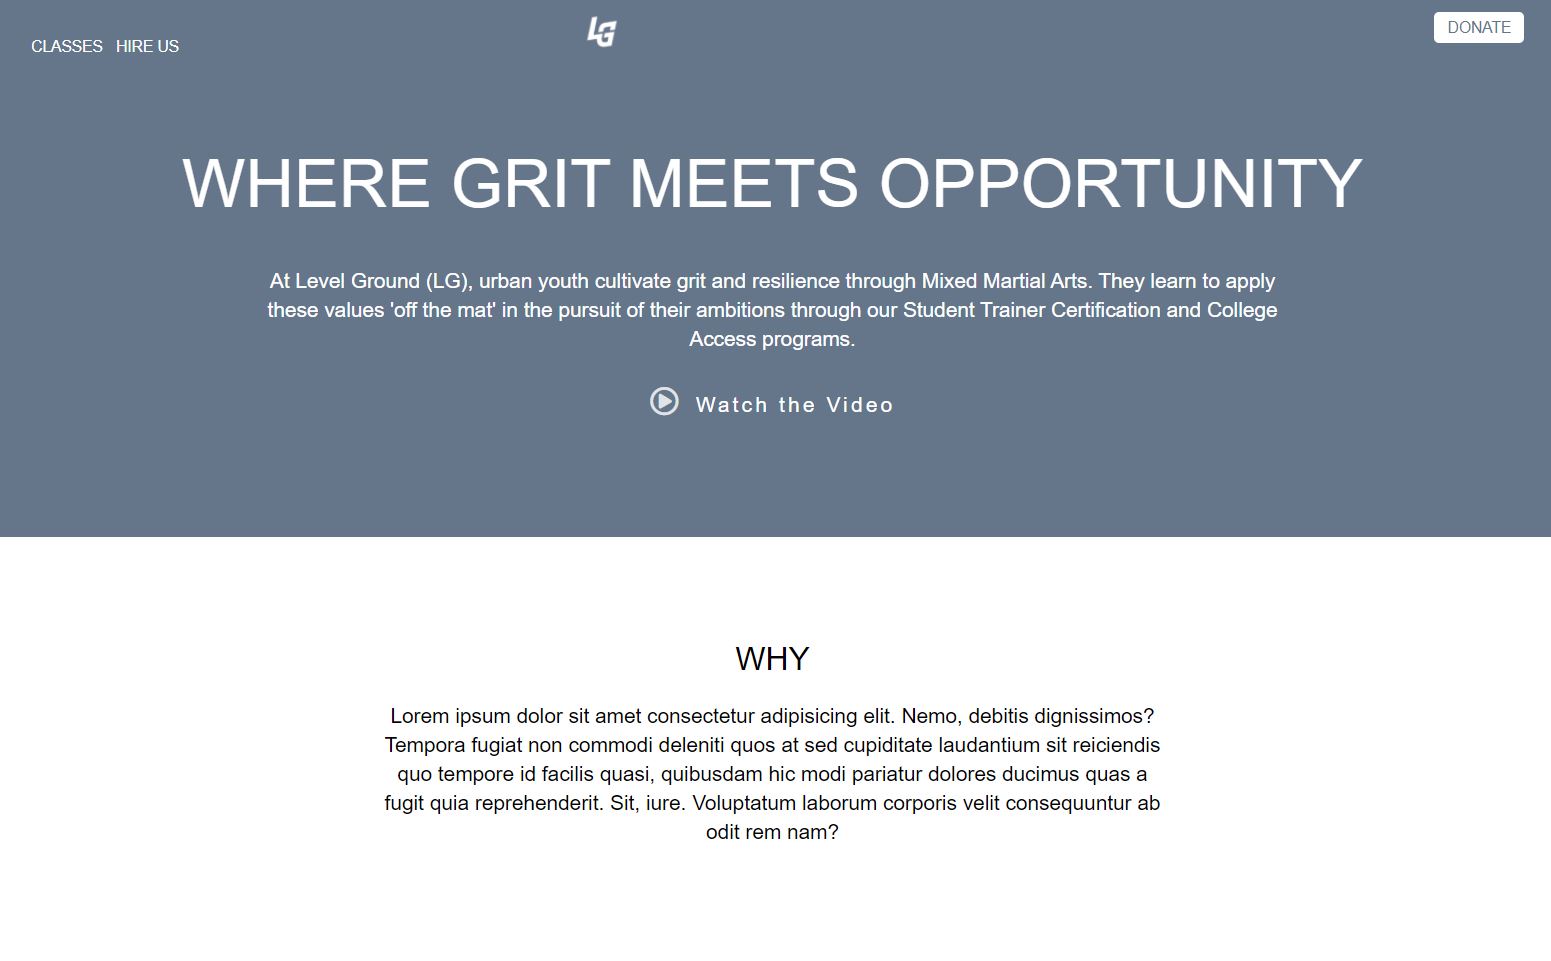 CLASSES HIRE US
LG
DONATE
WHERE GRIT MEETS OPPORTUNITY
At Level Ground (LG), urban youth cultivate grit and resilience through Mixed Martial Arts. They learn to apply
these values 'off the mat' in the pursuit of their ambitions through our Student Trainer Certification and College
Access programs.
Watch the Video
WHY
Lorem ipsum dolor sit amet consectetur adipisicing elit. Nemo, debitis dignissimos?
Tempora fugiat non commodi deleniti quos at sed cupiditate laudantium sit reiciendis
quo tempore id facilis quasi, quibusdam hic modi pariatur dolores ducimus quas a
fugit quia reprehenderit. Sit, iure. Voluptatum laborum corporis velit consequuntur ab
odit rem nam?